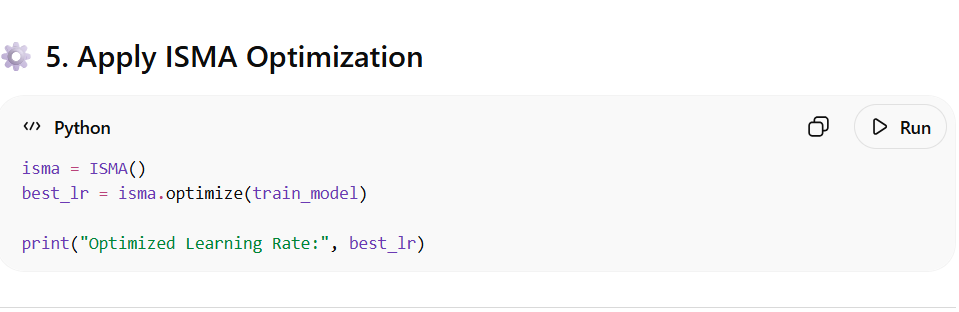 5. Apply ISMA Optimization
Python
Run
isma = ISMA()
best_lr = isma.optimize(train_model)
print("Optimized Learning Rate:", best_lr)